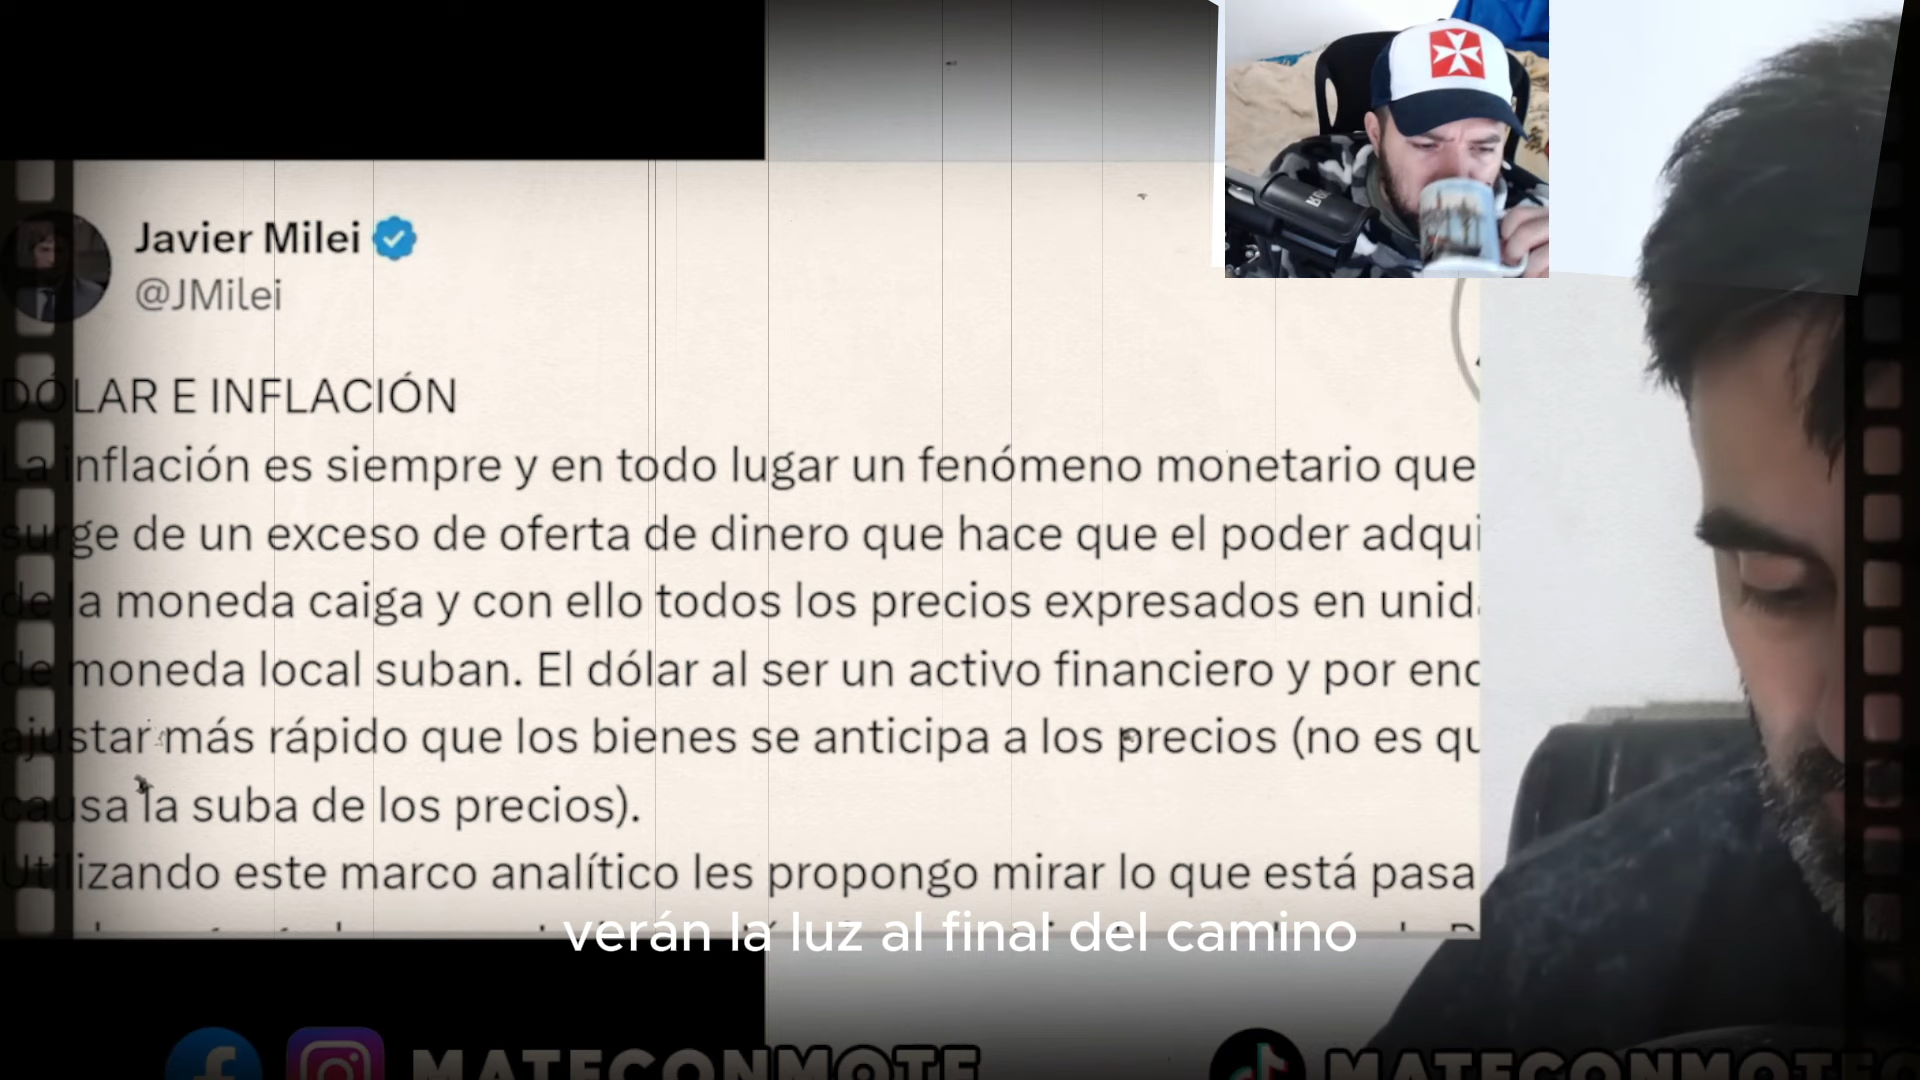 Javier Milei
@JMilei
DÓLAR E INFLACIÓN
La inflación es siempre y en todo lugar un fenómeno monetario que
surge de un exceso de oferta de dinero que hace que el poder adqui
de la moneda caiga y con ello todos los precios expresados en unid
de moneda local suban. El dólar al ser un activo financiero y por end
ajustar más rápido que los bienes se anticipa a los precios (no es qu
causa la suba de los precios).
Utilizando este marco analítico les propongo mirar lo que está pasa
verán la luz al final del camino
MATECONMOTE
MATECONMOTE